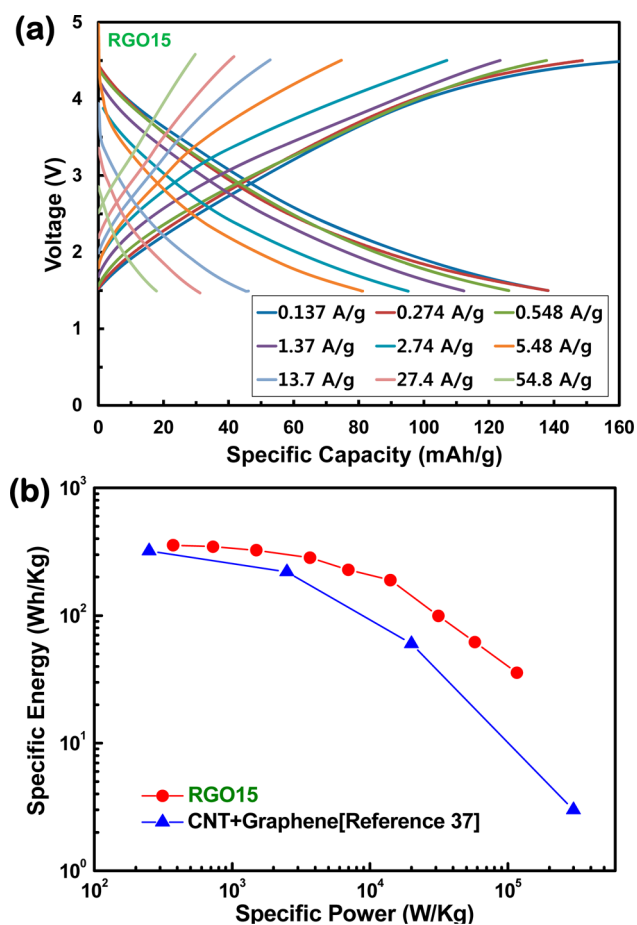 (a)
RGO15
5
4
3
2
1
0
Voltage (V)
0.137 A/g 0.274 A/g 0.548 A/g
1.37 A/g 2.74 A/g 5.48 A/g
13.7 A/g 27.4 A/g 54.8 A/g
0 20 40 60 80 100 120 140 160
Specific Capacity (mAh/g)
(b)
10³
10²
10¹
10⁰
Specific Energy (Wh/Kg)
RGO15
CNT+Graphene[Reference 37]
10² 10³ 10⁴ 10⁵
Specific Power (W/Kg)